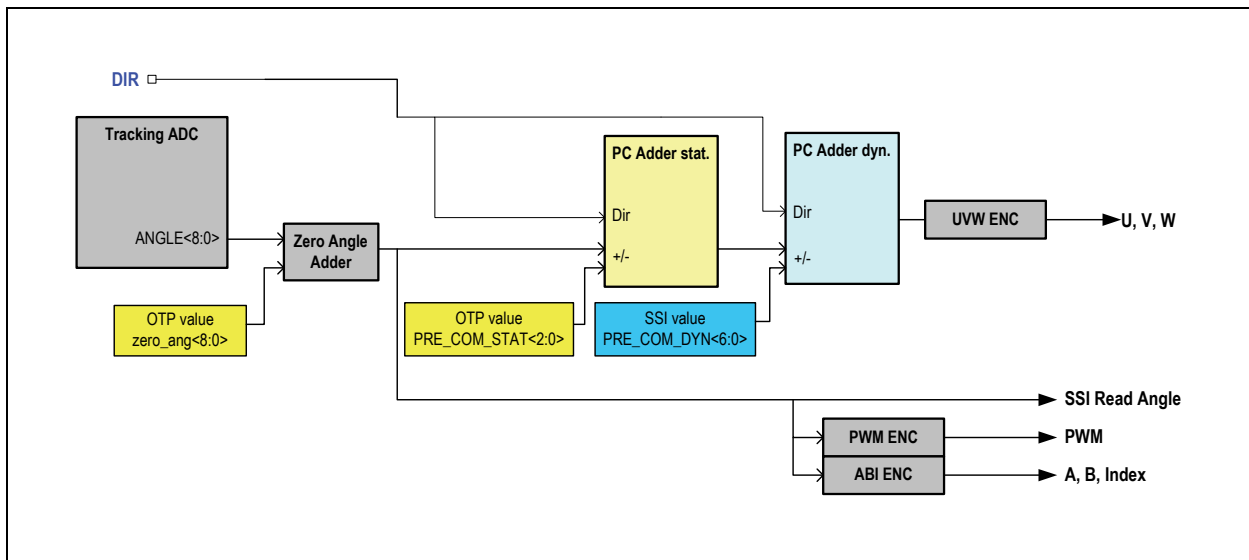 DIR
Tracking ADC
ANGLE<8:0>
Zero Angle
Adder
OTP value
zero_ang<8:0>
PC Adder stat.
Dir
+/-
OTP value
PRE_COM_STAT<2:0>
PC Adder dyn.
Dir
+/-
SSI value
PRE_COM_DYN<6:0>
UVW ENC
U, V, W
SSI Read Angle
PWM ENC
PWM
ABI ENC
A, B, Index